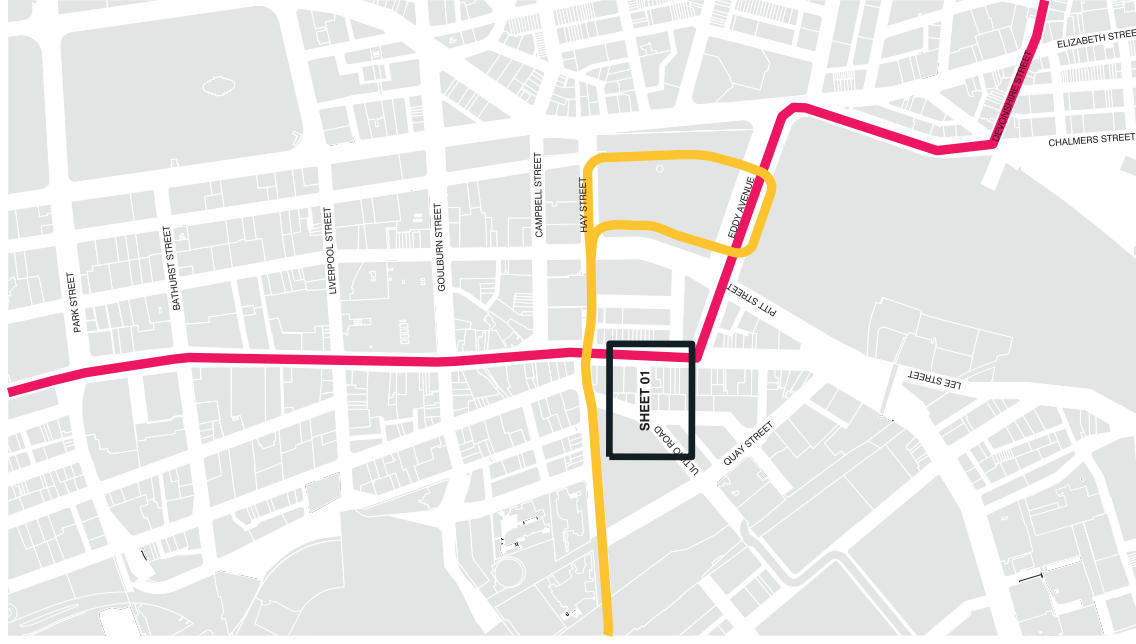 ELIZABETH STREE
DEVONSHIRE STREET
CHALMERS STREET
CAMPBELL STREET
HAY STREET
EDDY AVENUE
GOULBURN STREET
LIVERPOOL STREET
BATHURST STREET
PARK STREET
PITT STREET
LEE STREET
SHEET 01
ULTIMO ROAD
QUAY STREET